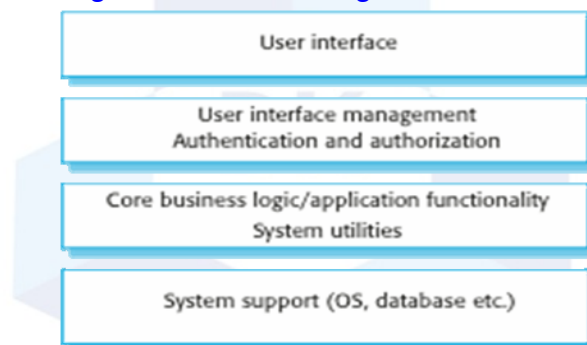 User interface
User interface management
Authentication and authorization
Core business logic/application functionality
System utilities
System support (OS, database etc.)